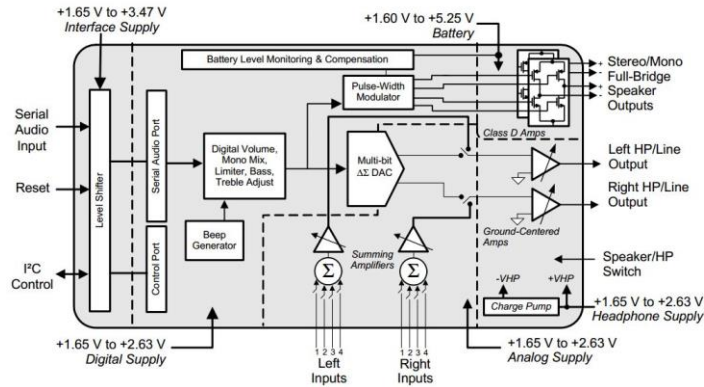 +1.65 V to +3.47 V
Interface Supply
+1.60 V to +5.25 V
Battery
Battery Level Monitoring & Compensation
Pulse-Width
Modulator
+
-
+
-
Stereo/Mono
Full-Bridge
Speaker
Outputs
Class D Amps
Serial
Audio
Input
Reset
I²C
Control
Level Shifter
Serial Audio Port
Control Port
Digital Volume,
Mono Mix,
Limiter, Bass,
Treble Adjust
Beep
Generator
Multi-bit
ΔΣ DAC
Left HP/Line
Output
Right HP/Line
Output
Ground-Centered
Amps
Summing
Amplifiers
Σ
Σ
Speaker/HP
Switch
-VHP
+VHP
Charge Pump
+1.65 V to +2.63 V
Headphone Supply
1 2 3 4
1 2 3 4
Left
Inputs
Right
Inputs
+1.65 V to +2.63 V
Digital Supply
+1.65 V to +2.63 V
Analog Supply